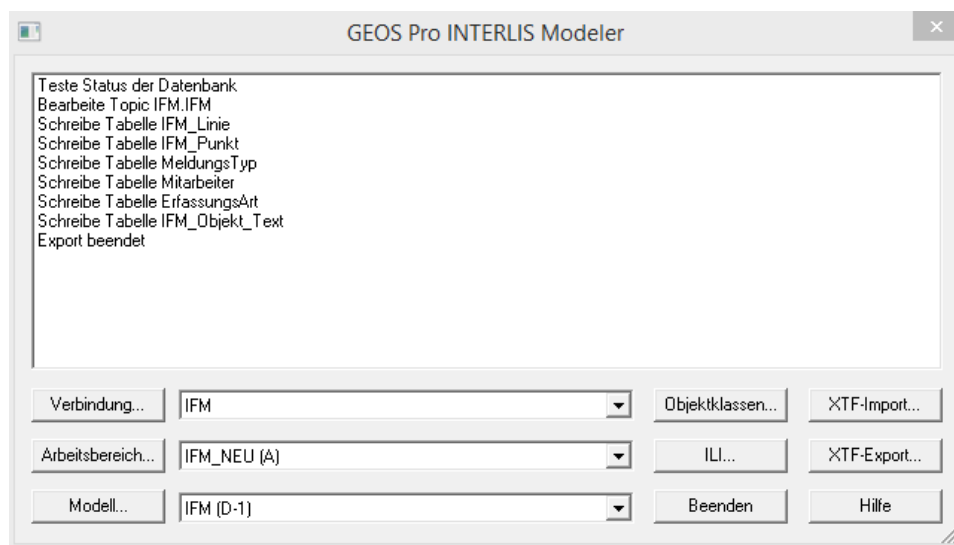 GEOS Pro INTERLIS Modeler
Teste Status der Datenbank
Bearbeite Topic IFM.IFM
Schreibe Tabelle IFM_Linie
Schreibe Tabelle IFM_Punkt
Schreibe Tabelle MeldungsTyp
Schreibe Tabelle Mitarbeiter
Schreibe Tabelle ErfassungsArt
Schreibe Tabelle IFM_Objekt_Text
Export beendet
Verbindung... IFM Objektklassen... XTF-Import...
Arbeitsbereich... IFM_NEU (A) ILI... XTF-Export...
Modell... IFM (D-1) Beenden Hilfe